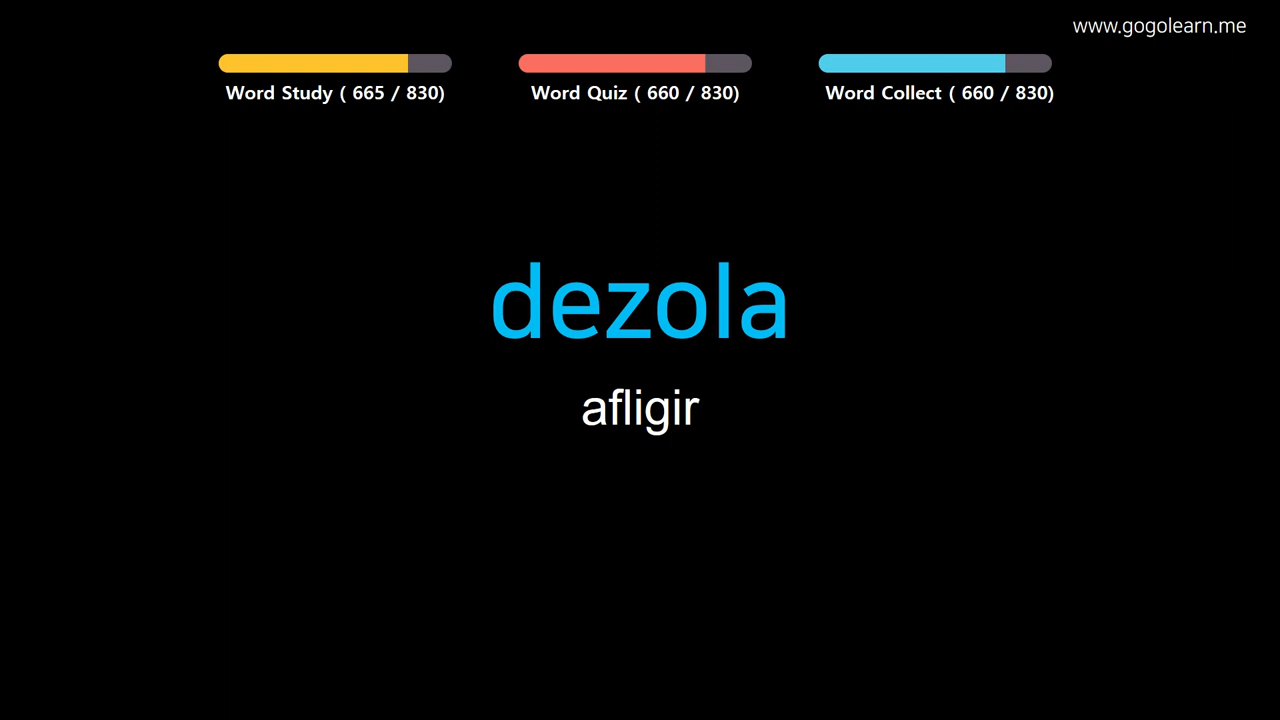 www.gogolearn.me
Word Study ( 665 / 830)
Word Quiz ( 660 / 830)
Word Collect ( 660 / 830)
dezola
afligir